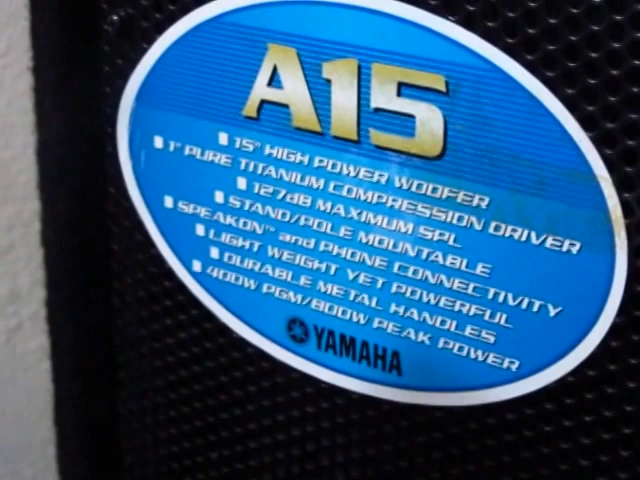 A15
15" HIGH POWER WOOFER
1" PURE TITANIUM COMPRESSION DRIVER
127dB MAXIMUM SPL
STAND/POLE MOUNTABLE
SPEAKON™ and PHONE CONNECTIVITY
LIGHT WEIGHT YET POWERFUL
DURABLE METAL HANDLES
400W PGM/800W PEAK POWER
YAMAHA